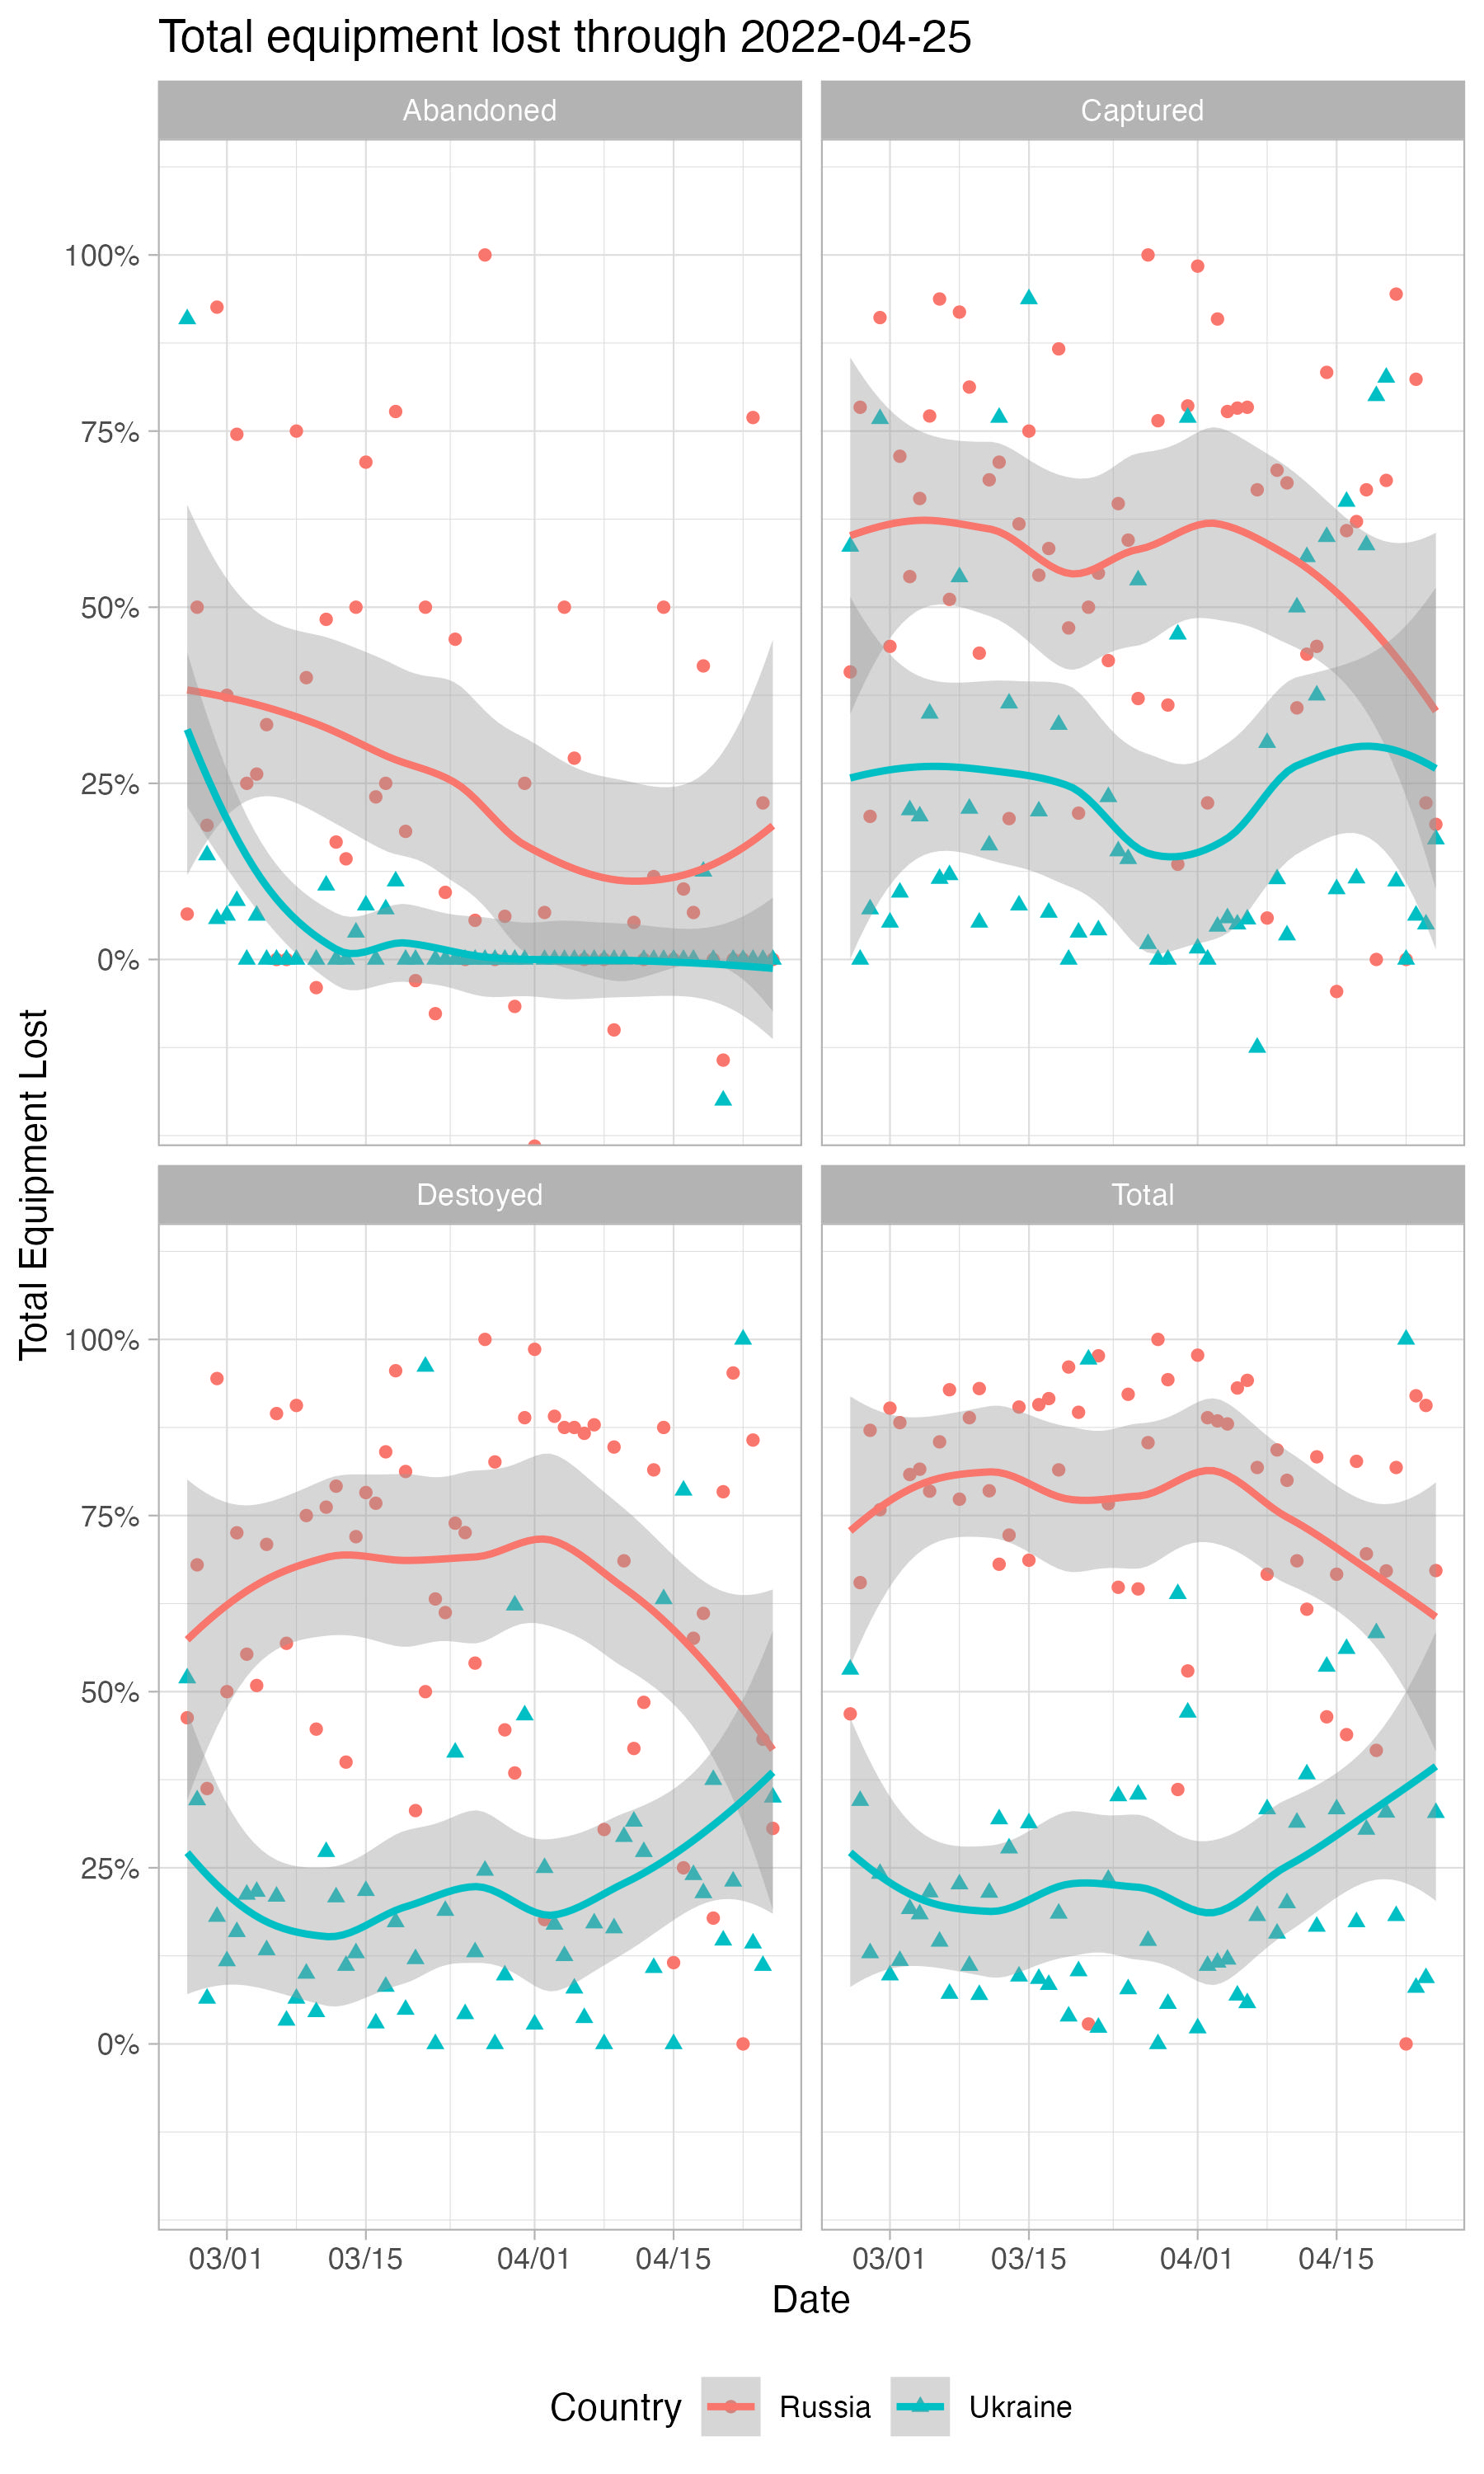 Total equipment lost through 2022-04-25
Abandoned
Captured
100%
75%
50%
25%
0%
Total Equipment Lost
Destoyed
Total
100%
75%
50%
25%
0%
03/01 03/15 04/01 04/15
03/01 03/15 04/01 04/15
Date
Country Russia Ukraine